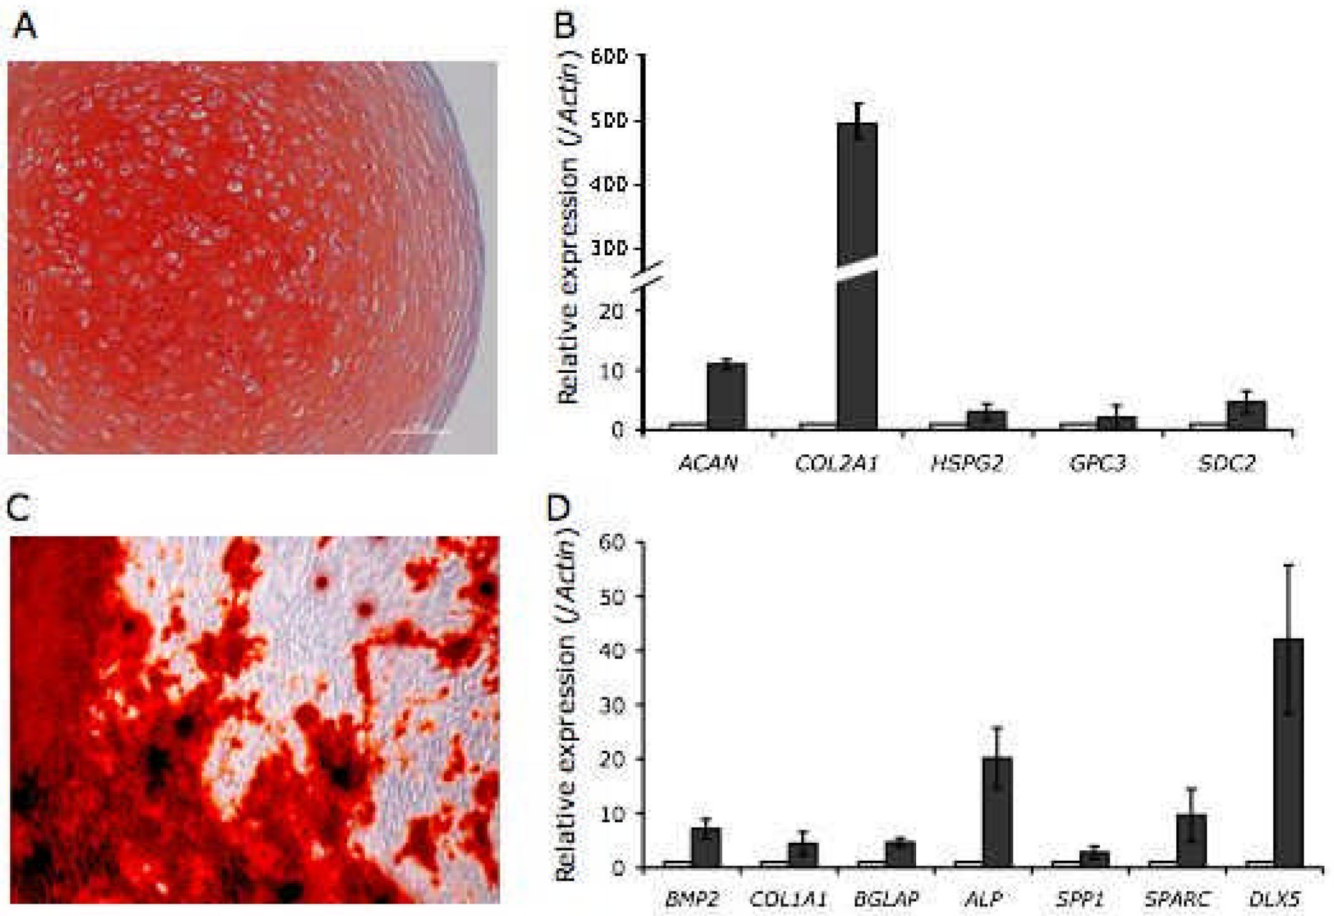 A
B
Relative expression (/Actin)
600
500
400
300
20
10
0
ACAN COL2A1 HSPG2 GPC3 SDC2
C
D
Relative expression (/Actin)
60
50
40
30
20
10
0
BMP2 COL1A1 BGLAP ALP SPP1 SPARC DLX5